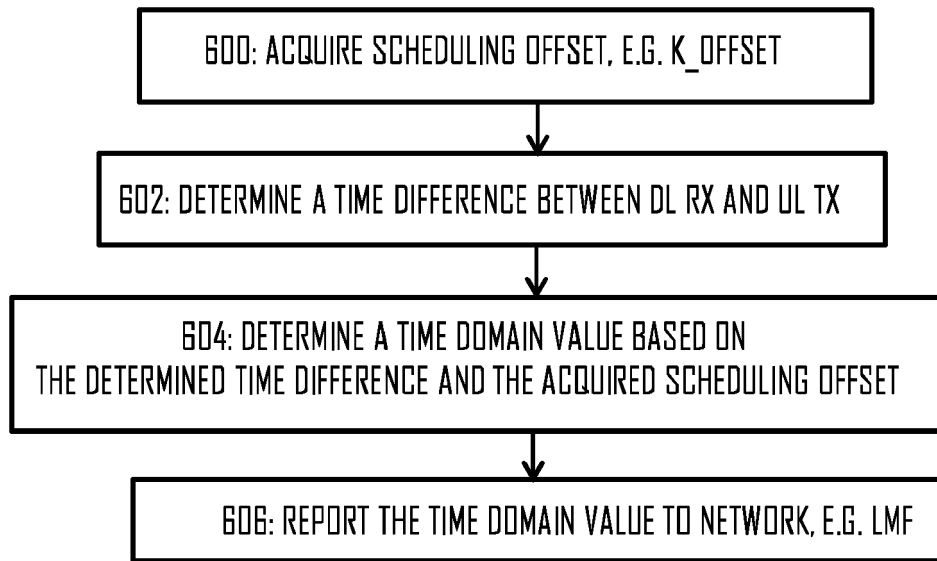 600: ACQUIRE SCHEDULING OFFSET, E.G. K_OFFSET
602: DETERMINE A TIME DIFFERENCE BETWEEN DL RX AND UL TX
604: DETERMINE A TIME DOMAIN VALUE BASED ON
THE DETERMINED TIME DIFFERENCE AND THE ACQUIRED SCHEDULING OFFSET
606: REPORT THE TIME DOMAIN VALUE TO NETWORK, E.G. LMF